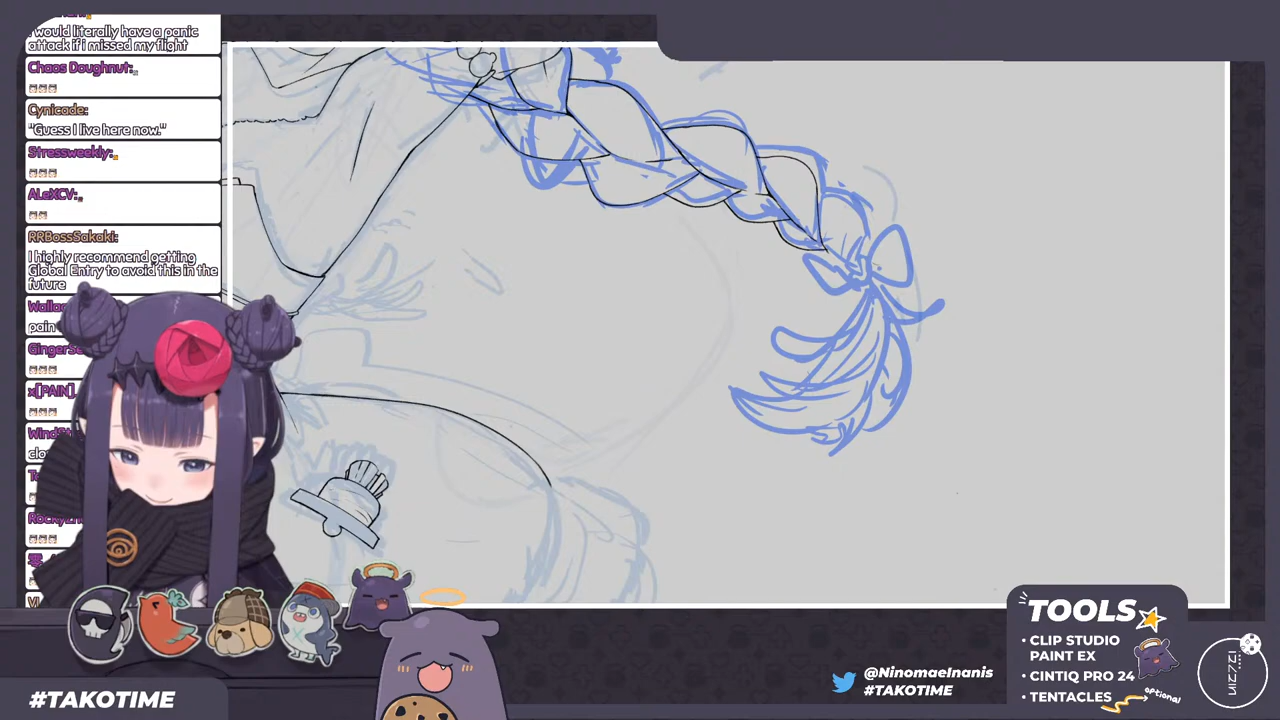 would literally have a panic
attack if i missed my flight
Chaos Doughnut:
Cynicade:
"Guess I live here now."
Stressweekly:
ALeXCV:
RRBossSakaki:
I highly recommend getting
Global Entry to avoid this in the
future
pain
x[PAIN]
#TAKOTIME
@NinomaeInanis
#TAKOTIME
TOOLS
• CLIP STUDIO
PAINT EX
• CINTIQ PRO 24
• TENTACLES
optional